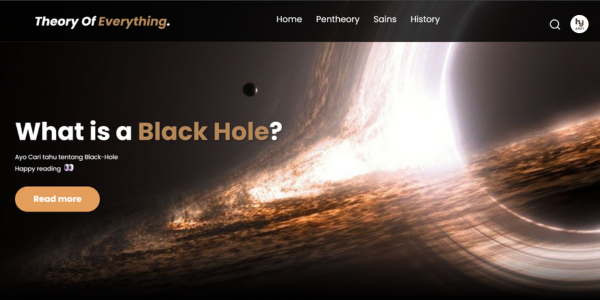 Theory Of Everything.
Home Pentheory Sains History
What is a Black Hole?
Ayo Cari tahu tentang Black-Hole
Happy reading 👀
Read more